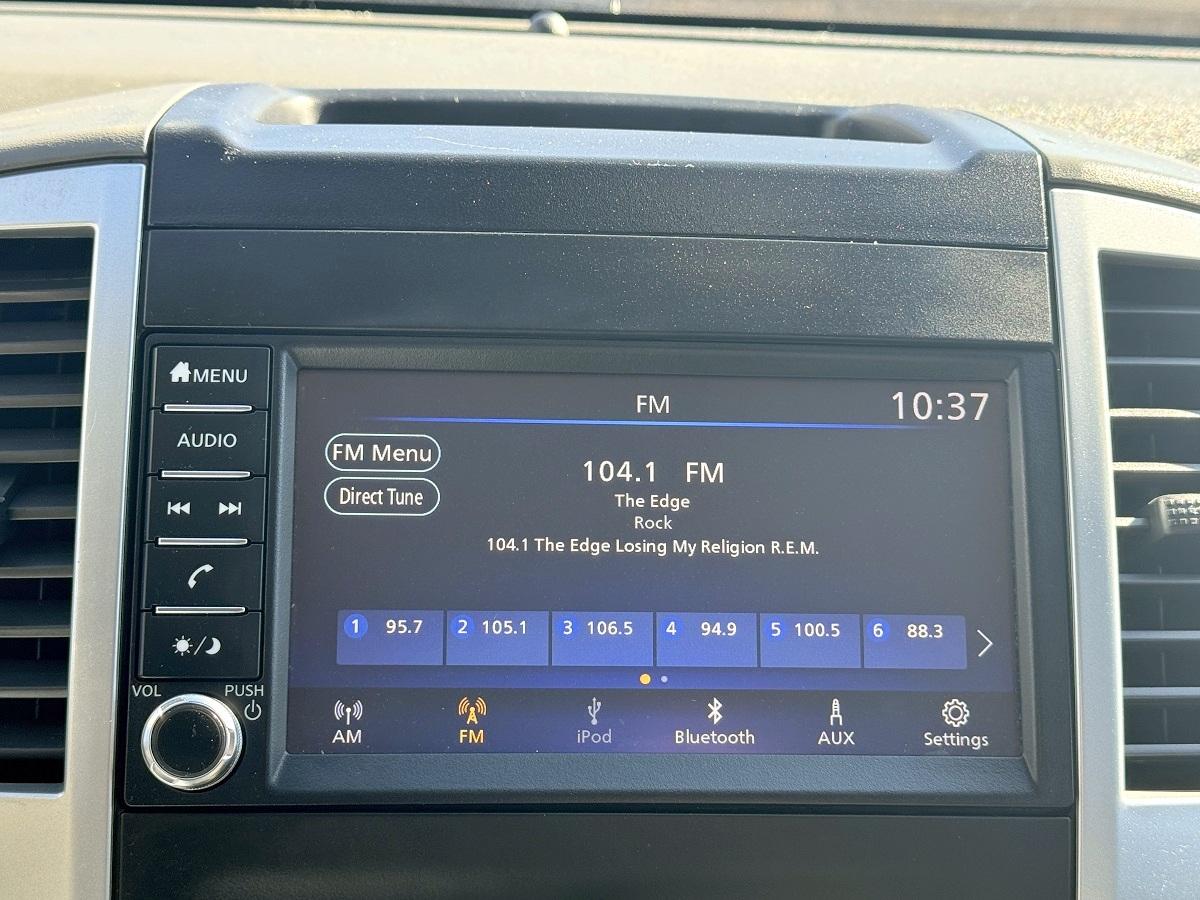 MENU
AUDIO
VOL
PUSH
FM
10:37
FM Menu
Direct Tune
104.1 FM
The Edge
Rock
104.1 The Edge Losing My Religion R.E.M.
1 95.7 2 105.1 3 106.5 4 94.9 5 100.5 6 88.3
AM FM iPod Bluetooth AUX Settings